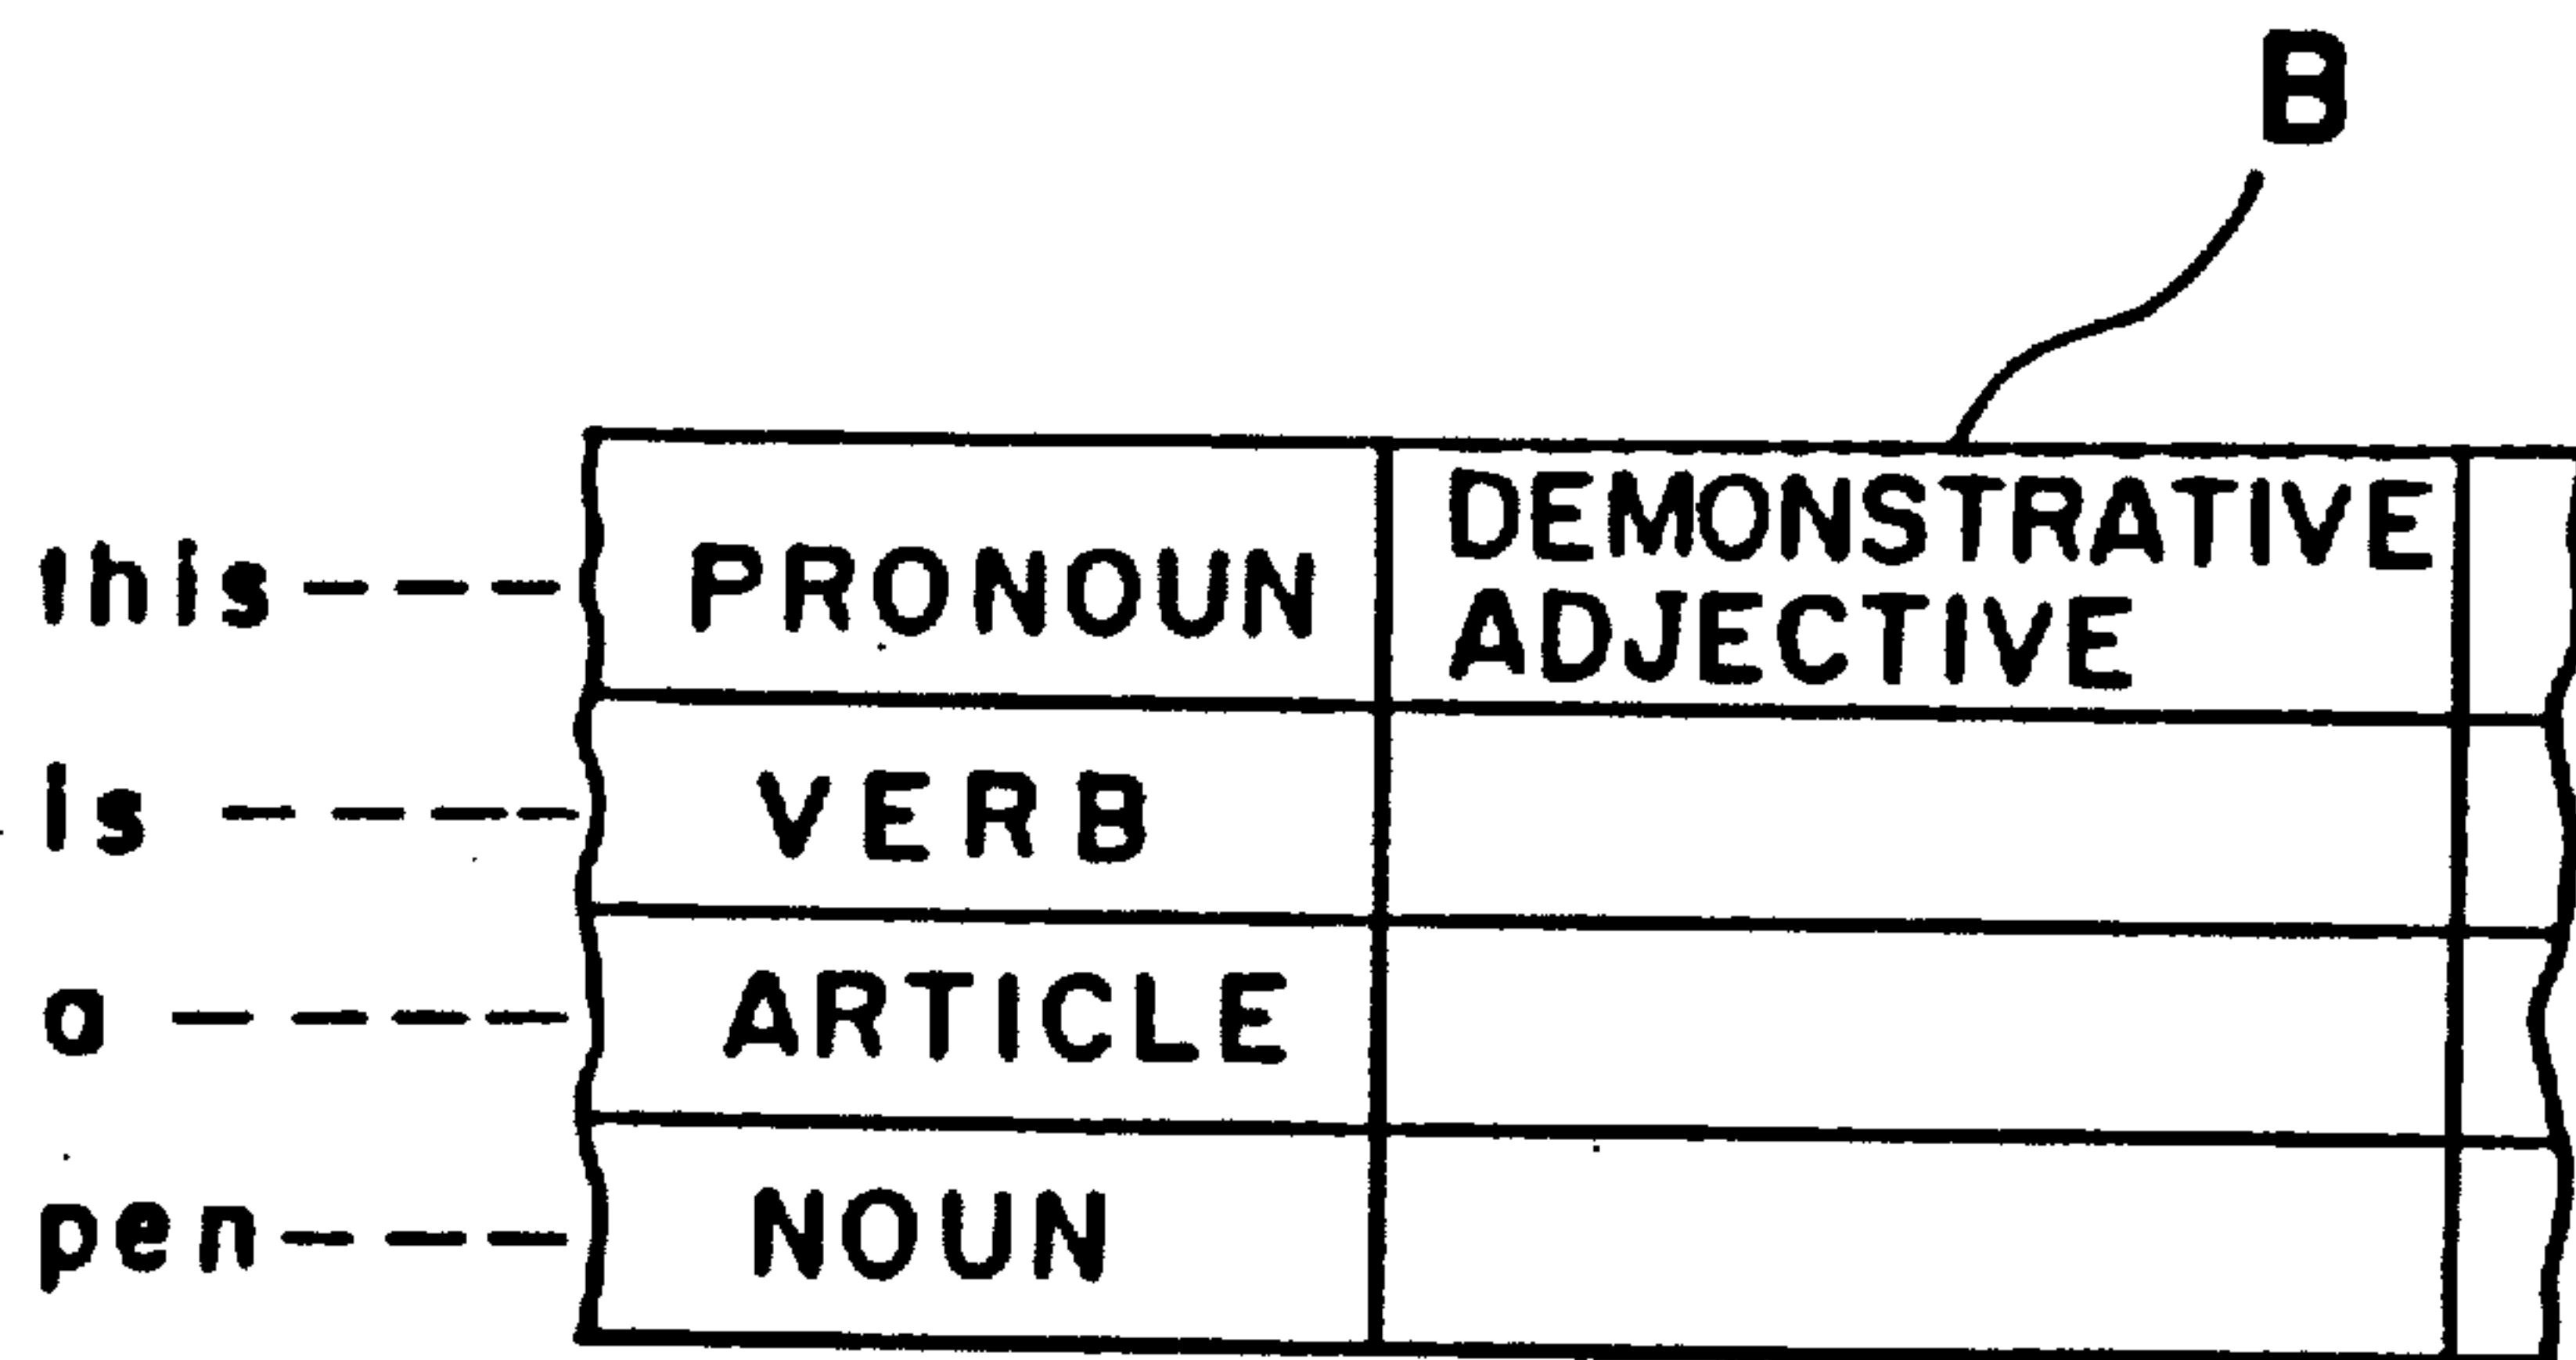 B
this --- PRONOUN DEMONSTRATIVE
ADJECTIVE
is ---- VERB
a ---- ARTICLE
pen --- NOUN